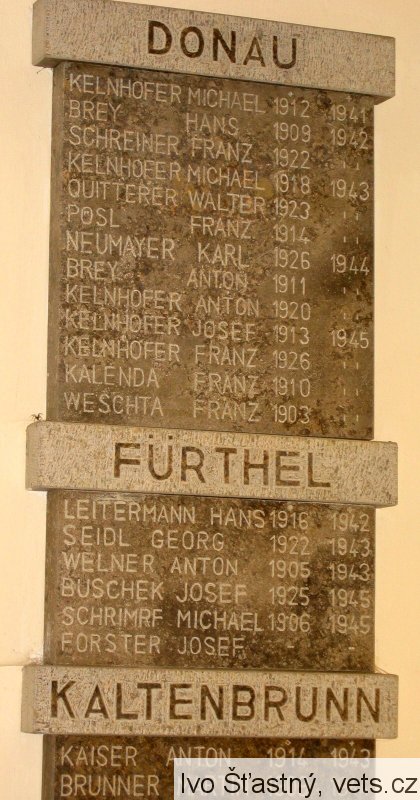 DONAU
KELNHOFER MICHAEL 1912 1941
BREY HANS 1909 1942
SCHREINER FRANZ 1922 "
KELNHOFER MICHAEL 1918 1943
QUITTERER WALTER 1923 "
POSL FRANZ 1914 "
NEUMAYER KARL 1926 1944
BREY ANTON 1911 "
KELNHOFER ANTON 1920 "
KELNHOFER JOSEF 1913 1945
KELNHOFER FRANZ 1926 "
KALENDA FRANZ 1910 "
WESCHTA FRANZ 1903 "
FÜRTHEL
LEITERMANN HANS 1916 1942
SEIDL GEORG 1922 1943
WELNER ANTON 1905 1943
BUSCHEK JOSEF 1925 1945
SCHRIMPF MICHAEL 1906 1945
FORSTER JOSEF - -
KALTENBRUNN
KAISER ANTON 1914 1943
BRUNNER
Ivo Šťastný, vets.cz